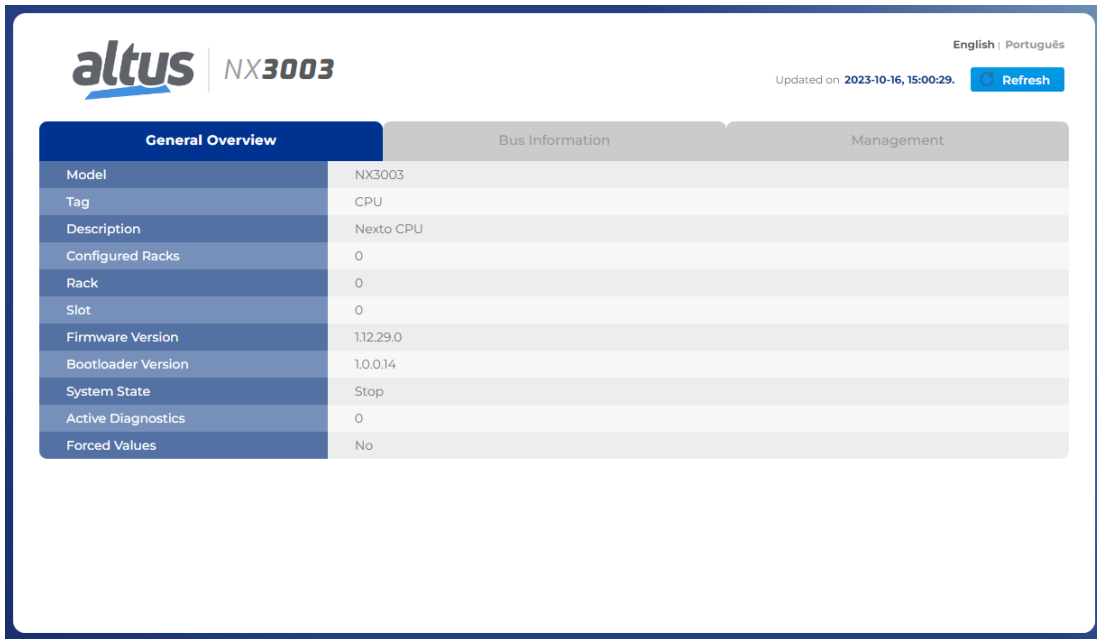 English | Português
altus | NX3003
Updated on 2023-10-16, 15:00:29. Refresh
General Overview Bus Information Management
Model NX3003
Tag CPU
Description Nexto CPU
Configured Racks 0
Rack 0
Slot 0
Firmware Version 1.12.29.0
Bootloader Version 1.0.0.14
System State Stop
Active Diagnostics 0
Forced Values No